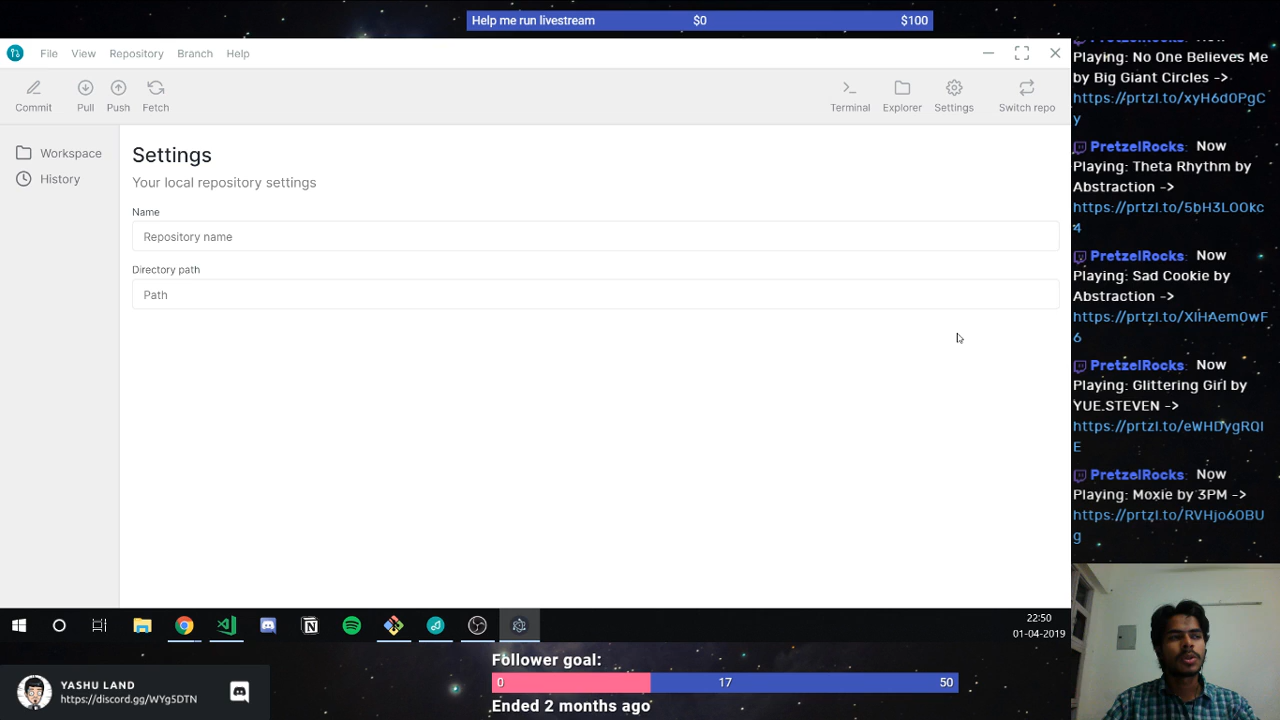 Help me run livestream $0 $100
File View Repository Branch Help
Commit Pull Push Fetch Terminal Explorer Settings Switch repo
Workspace
History
Settings
Your local repository settings
Name
Repository name
Directory path
Path
22:50
01-04-2019
YASHU LAND
https://discord.gg/WYg5DTN
Follower goal:
0 17 50
Ended 2 months ago
Playing: No One Believes Me
by Big Giant Circles ->
https://prtzl.to/xyH6d0PgC
y
PretzelRocks: Now
Playing: Theta Rhythm by
Abstraction ->
https://prtzl.to/5bH3LOOkc
4
PretzelRocks: Now
Playing: Sad Cookie by
Abstraction ->
https://prtzl.to/XIHAem0wF
6
PretzelRocks: Now
Playing: Glittering Girl by
YUE.STEVEN ->
https://prtzl.to/eWHDygRQI
E
PretzelRocks: Now
Playing: Moxie by 3PM ->
https://prtzl.to/RVHjo6OBU
g